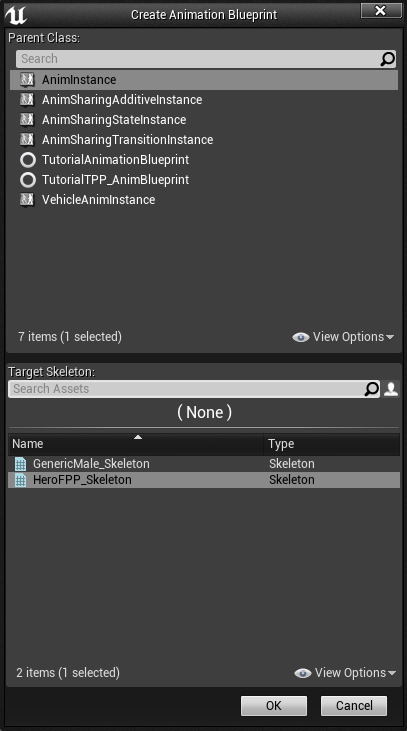 Create Animation Blueprint
Parent Class:
Search
AnimInstance
AnimSharingAdditiveInstance
AnimSharingStateInstance
AnimSharingTransitionInstance
TutorialAnimationBlueprint
TutorialTPP_AnimBlueprint
VehicleAnimInstance
7 items (1 selected) View Options
Target Skeleton:
Search Assets
( None )
Name Type
GenericMale_Skeleton Skeleton
HeroFPP_Skeleton Skeleton
2 items (1 selected) View Options
OK Cancel